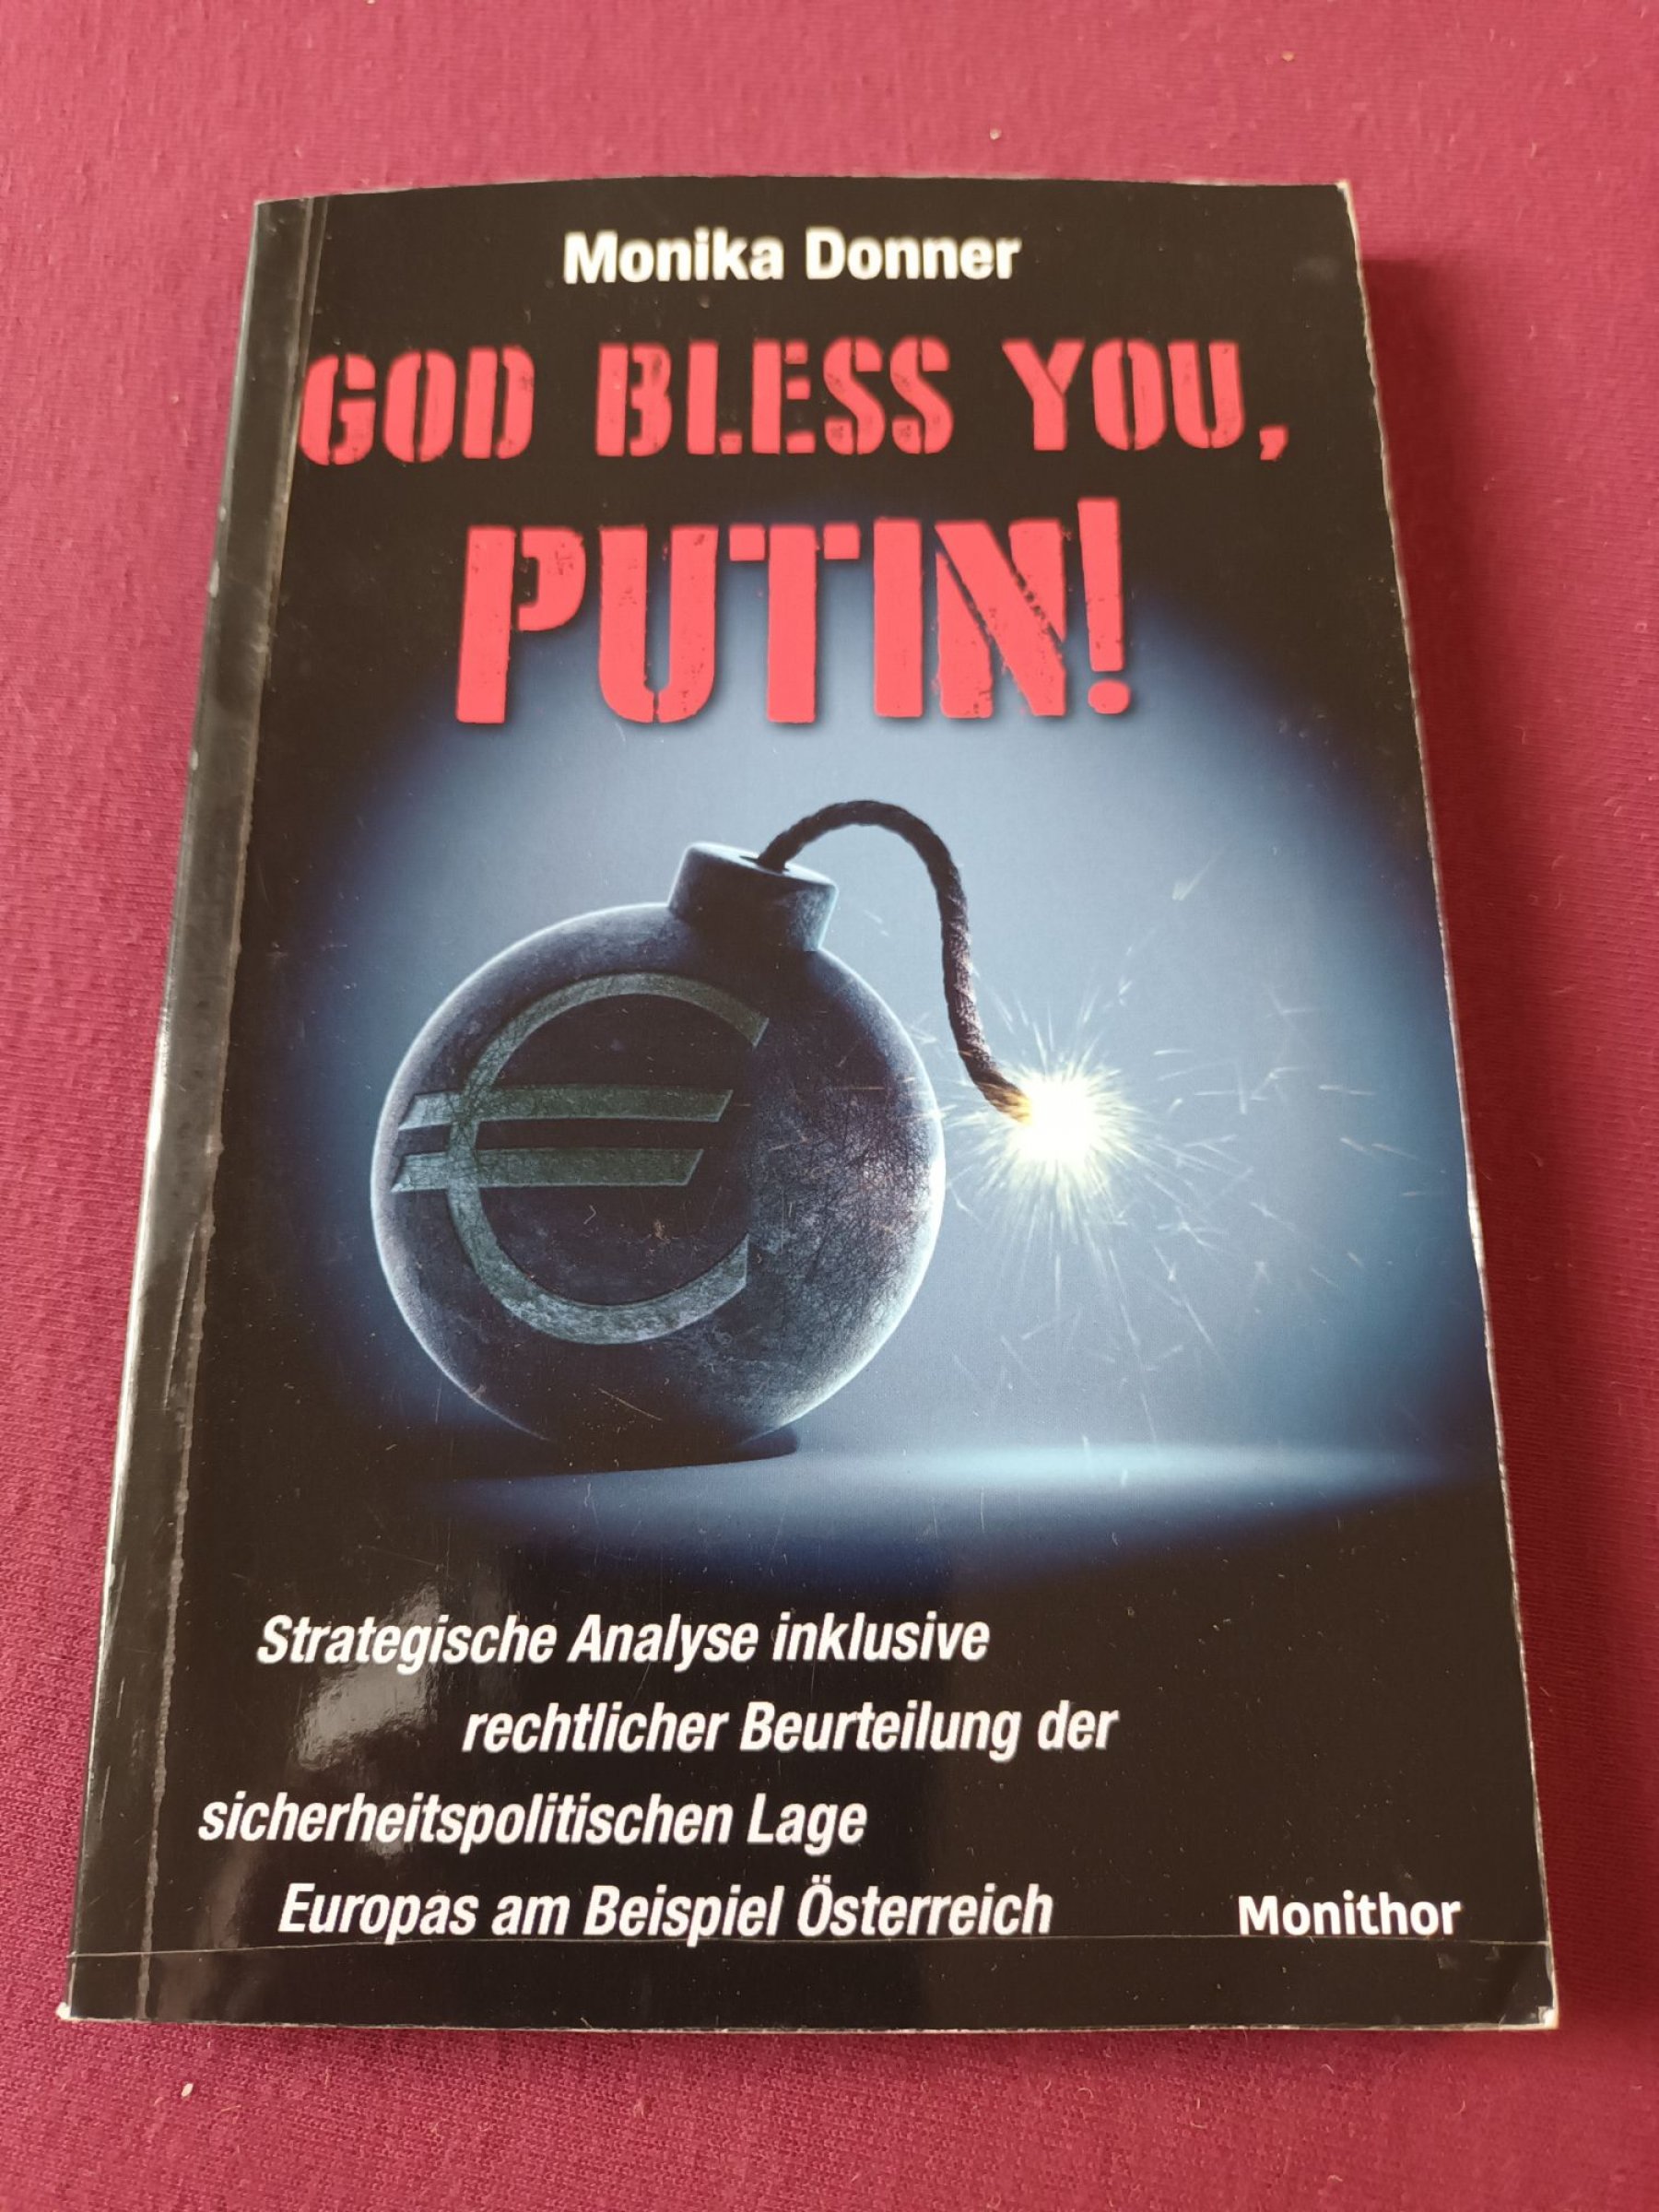 Monika Donner
GOD BLESS YOU,
PUTIN!
€
Strategische Analyse inklusive
rechtlicher Beurteilung der
sicherheitspolitischen Lage
Europas am Beispiel Österreich
Monithor